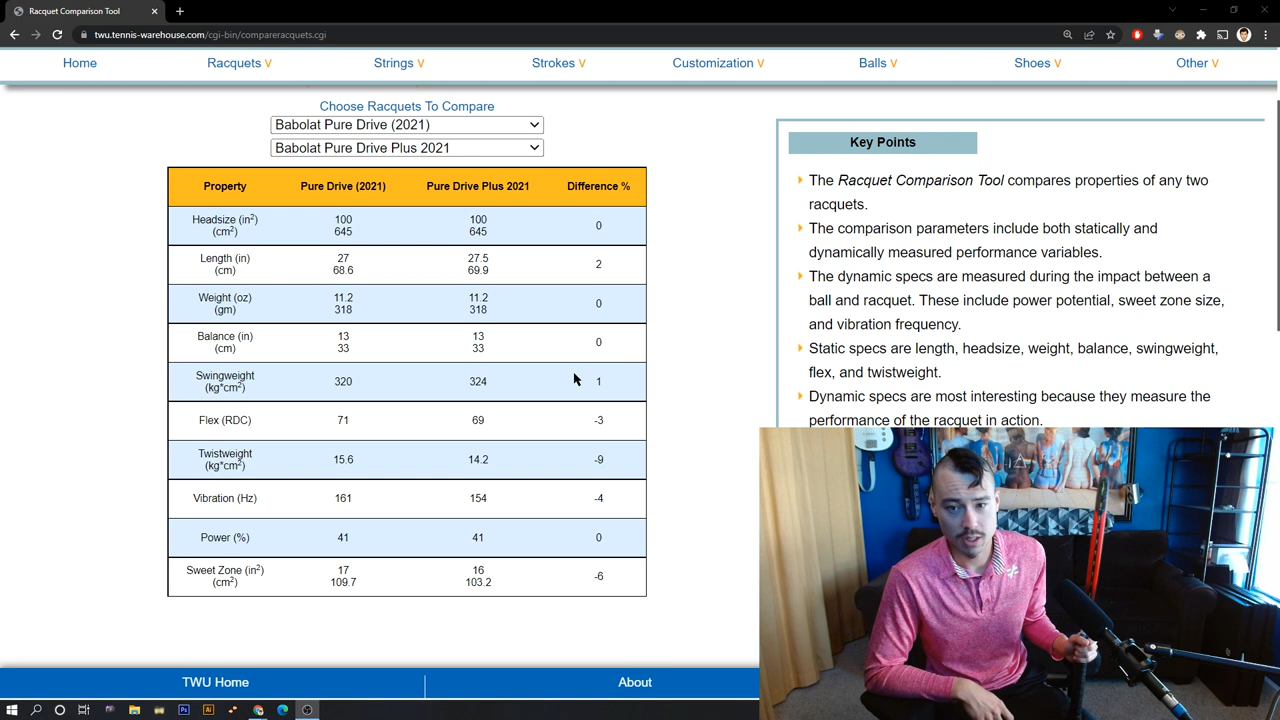 Racquet Comparison Tool
twu.tennis-warehouse.com/cgi-bin/compareracquets.cgi
Home Racquets V Strings V Strokes V Customization V Balls V Shoes V Other V
Choose Racquets To Compare
Babolat Pure Drive (2021)
Babolat Pure Drive Plus 2021
Property Pure Drive (2021) Pure Drive Plus 2021 Difference %
Headsize (in²) 100 100 0
(cm²) 645 645
Length (in) 27 27.5 2
(cm) 68.6 69.9
Weight (oz) 11.2 11.2 0
(gm) 318 318
Balance (in) 13 13 0
(cm) 33 33
Swingweight 320 324 1
(kg*cm²)
Flex (RDC) 71 69 -3
Twistweight 15.6 14.2 -9
(kg*cm²)
Vibration (Hz) 161 154 -4
Power (%) 41 41 0
Sweet Zone (in²) 17 16 -6
(cm²) 109.7 103.2
Key Points
The Racquet Comparison Tool compares properties of any two
racquets.
The comparison parameters include both statically and
dynamically measured performance variables.
The dynamic specs are measured during the impact between a
ball and racquet. These include power potential, sweet zone size,
and vibration frequency.
Static specs are length, headsize, weight, balance, swingweight,
flex, and twistweight.
Dynamic specs are most interesting because they measure the
performance of the racquet in action.
TWU Home About
Ps Ai